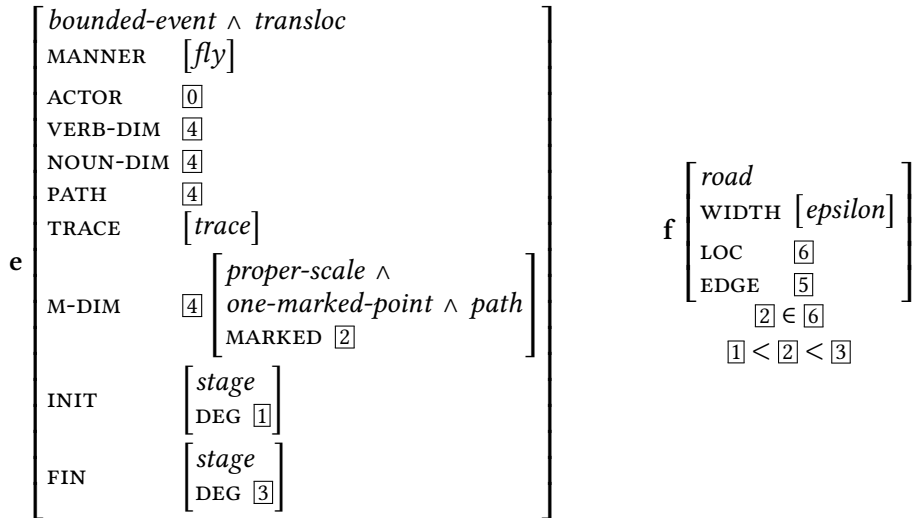 e
bounded-event ∧ transloc
MANNER [fly]
ACTOR 0
VERB-DIM 4
NOUN-DIM 4
PATH 4
TRACE [trace]
M-DIM 4 [proper-scale ∧
one-marked-point ∧ path
MARKED 2]
INIT [stage
DEG 1]
FIN [stage
DEG 3]
f
road
WIDTH [epsilon]
LOC 6
EDGE 5
2 ∈ 6
1 < 2 < 3